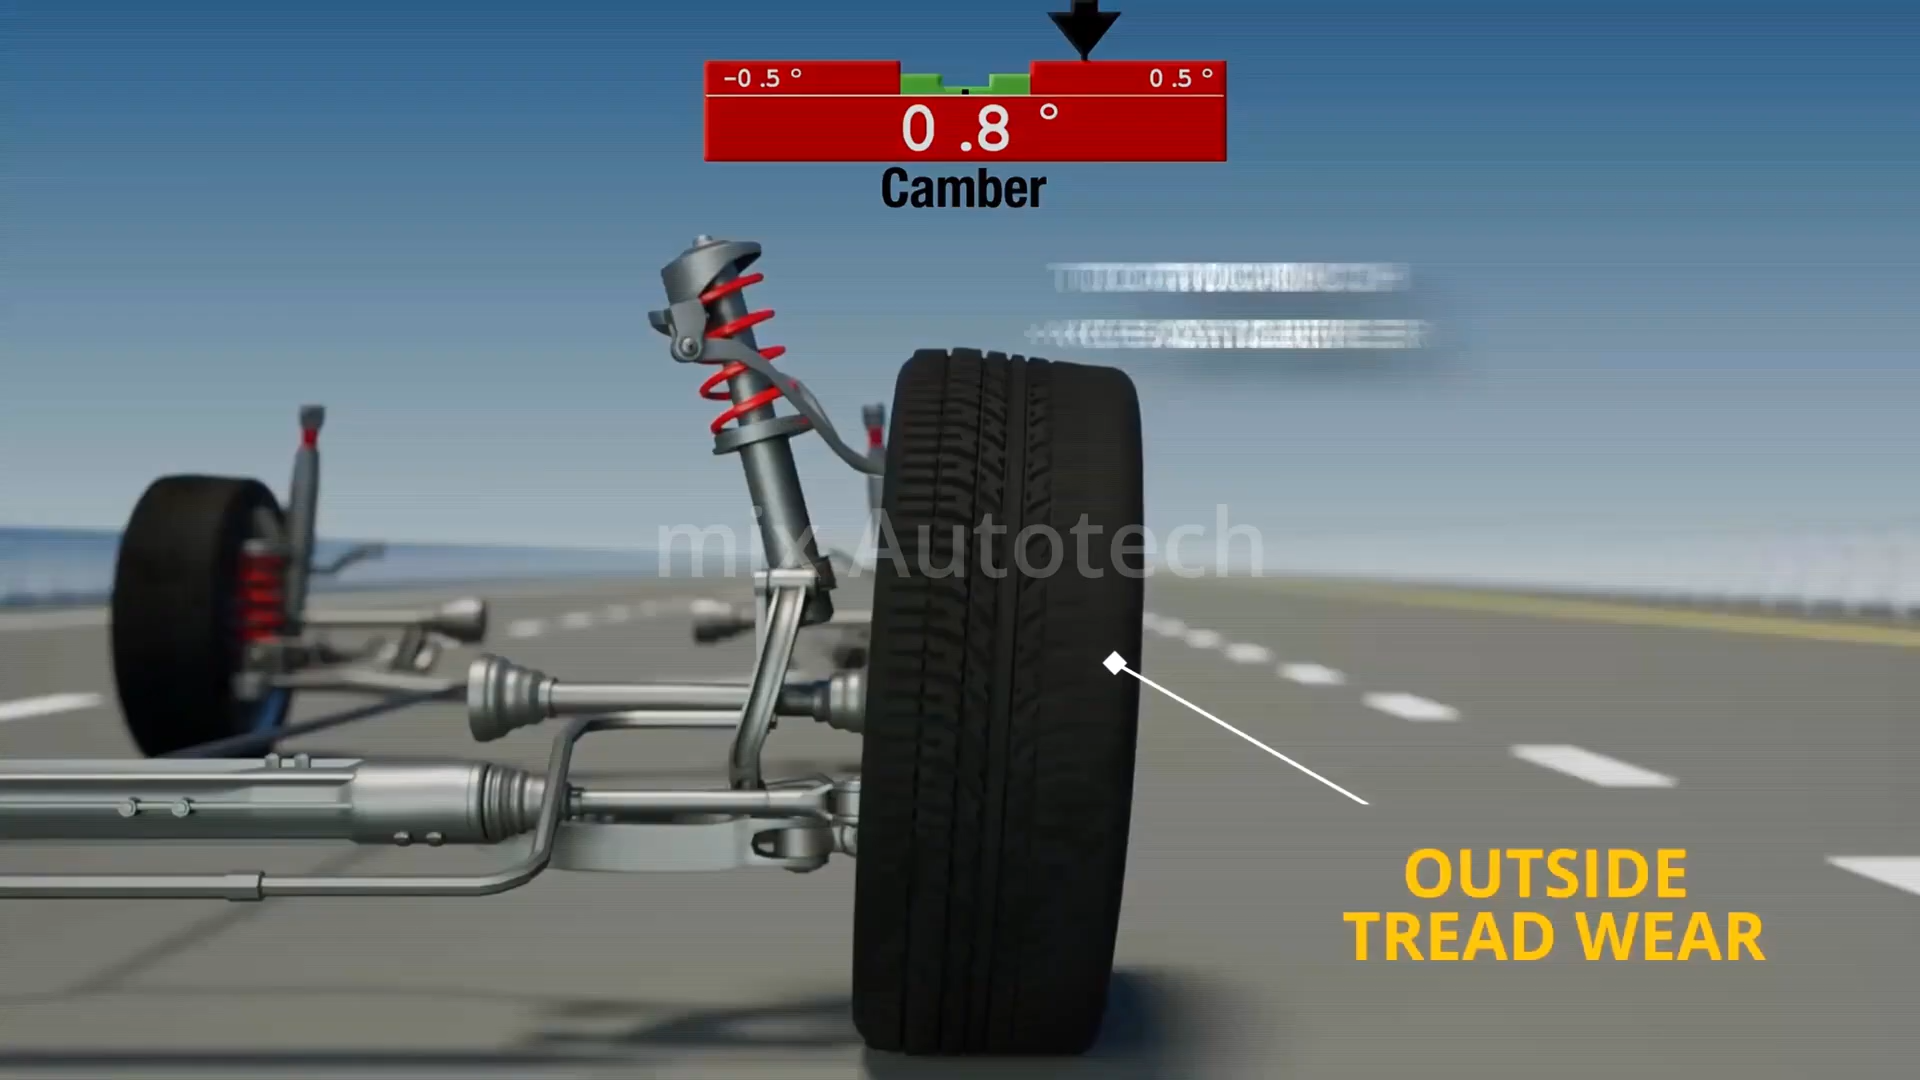 −0.5 °
0.5 °
0.8 °
Camber
mix Autotech
OUTSIDE
TREAD WEAR